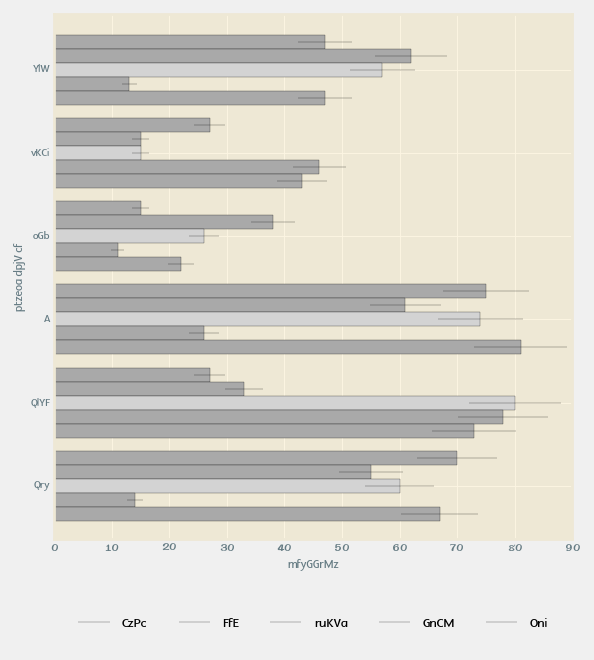 YlW
vKCi
oGb
A
QlYF
Qry
ptzeoa dpjV cf
0 10 20 30 40 50 60 70 80 90
mfyGGrMz
CzPc FfE ruKVa GnCM Oni